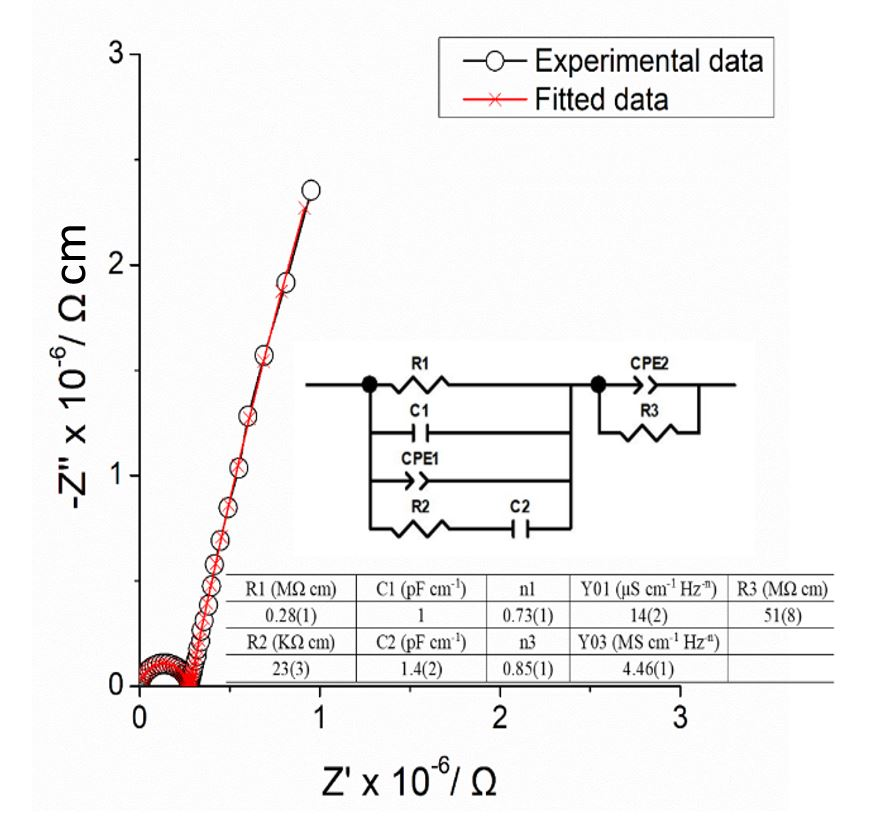 Experimental data
Fitted data
3
2
1
0
-Z" x 10⁻⁶/ Ω cm
R1
C1
CPE1
R2 C2
CPE2
R3
R1 (MΩ cm) C1 (pF cm⁻¹) n1 Y01 (μS cm⁻¹ Hz⁻ⁿ) R3 (MΩ cm)
0.28(1) 1 0.73(1) 14(2) 51(8)
R2 (KΩ cm) C2 (pF cm⁻¹) n3 Y03 (MS cm⁻¹ Hz⁻ⁿ)
23(3) 1.4(2) 0.85(1) 4.46(1)
0 1 2 3
Z' x 10⁻⁶/ Ω